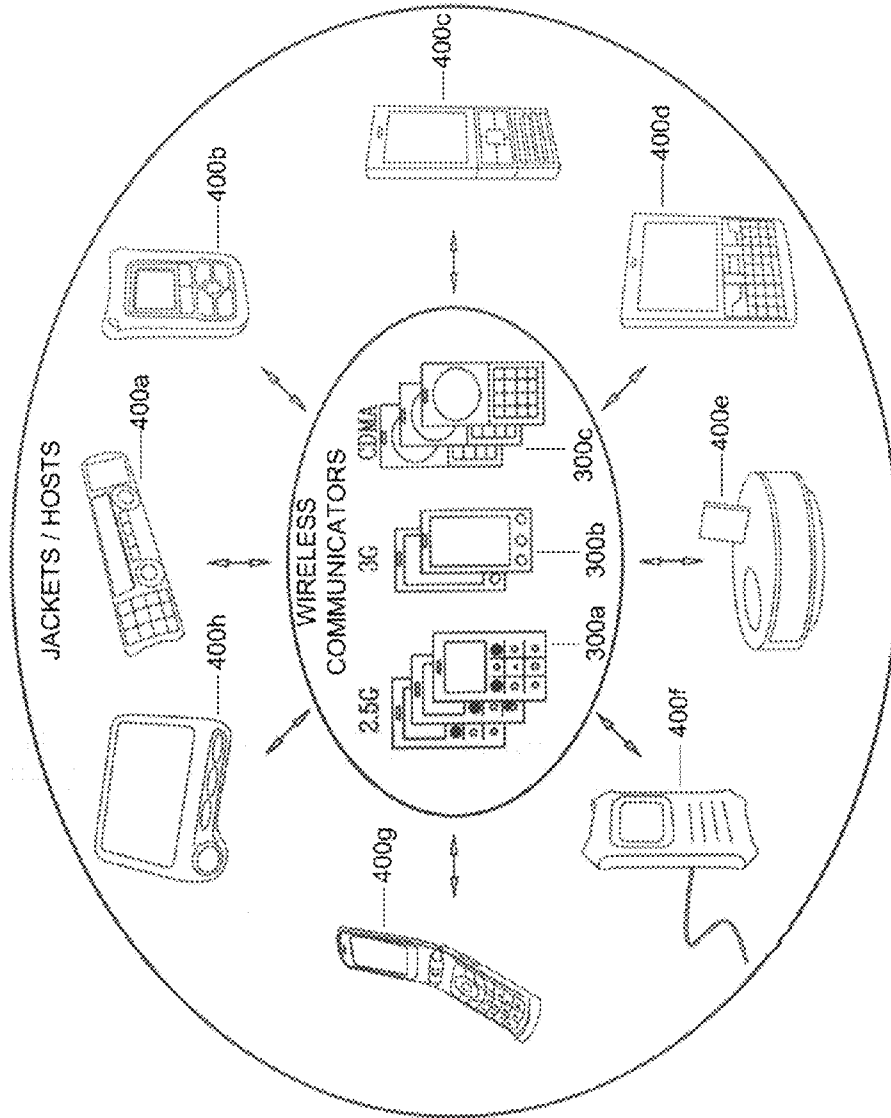 JACKETS / HOSTS
400a
400b
400h
400c
WIRELESS
COMMUNICATORS
2.5G
3G
CDMA
300a
300b
300c
400g
400d
400f
400e